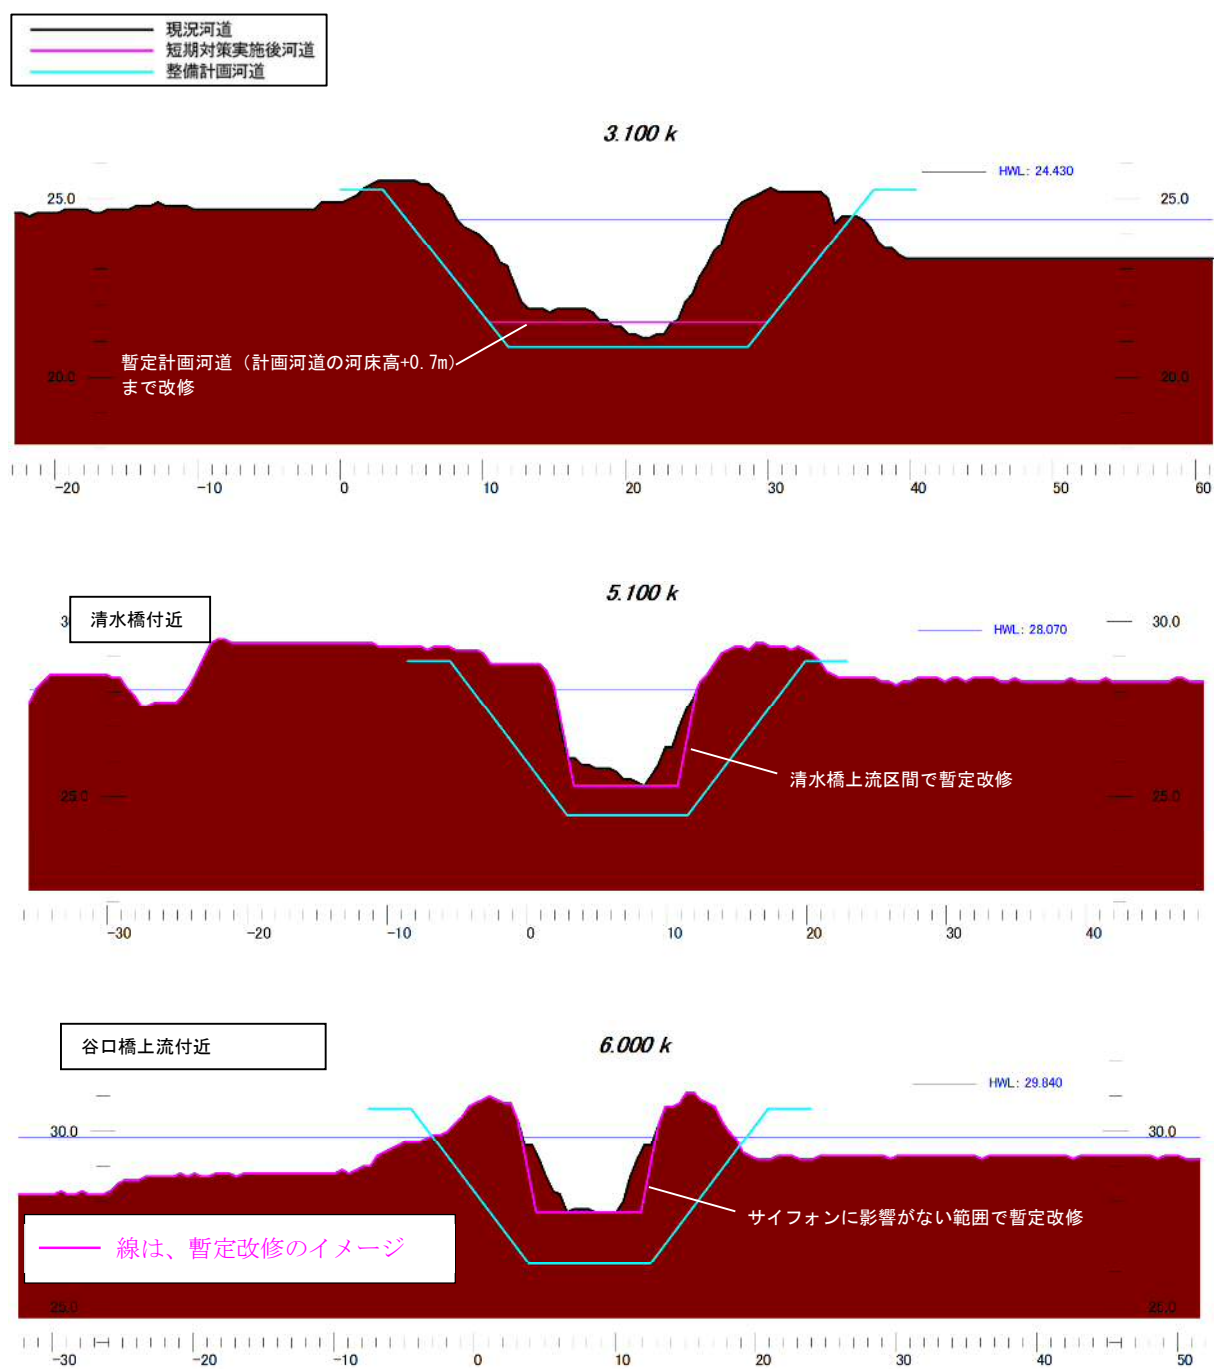 現況河道
短期対策実施後河道
整備計画河道
3.100 k
HWL: 24.430
25.0
25.0
暫定計画河道（計画河道の河床高+0.7m）
まで改修
20.0
20.0
-20 -10 0 10 20 30 40 50 60
5.100 k
清水橋付近
30.0
HWL: 28.070
清水橋上流区間で暫定改修
25.0
25.0
-30 -20 -10 0 10 20 30 40
谷口橋上流付近
6.000 k
HWL: 29.840
30.0
30.0
サイフォンに影響がない範囲で暫定改修
線は、暫定改修のイメージ
25.0
25.0
-30 -20 -10 0 10 20 30 40 50